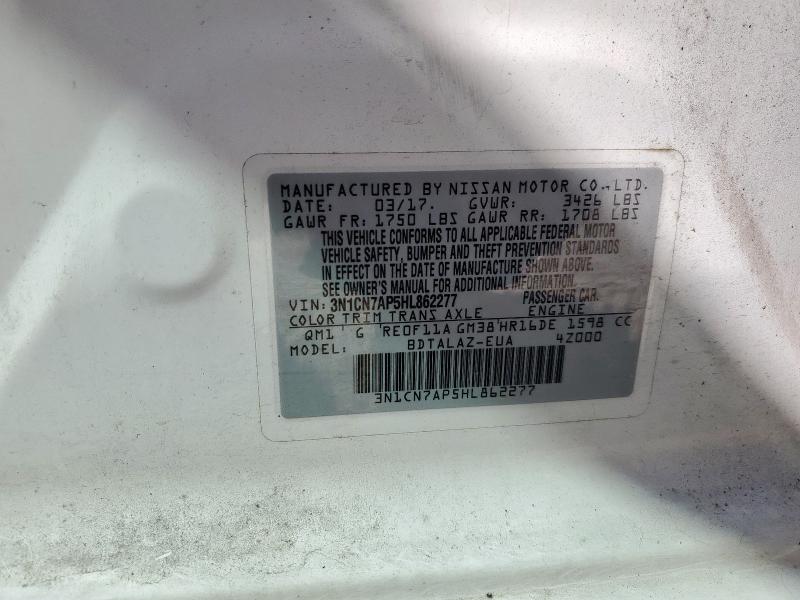 MANUFACTURED BY NISSAN MOTOR CO.,LTD.
DATE: 03/17. GVWR: 3426 LBS
GAWR FR: 1750 LBS GAWR RR: 1708 LBS
THIS VEHICLE CONFORMS TO ALL APPLICABLE FEDERAL MOTOR
VEHICLE SAFETY, BUMPER AND THEFT PREVENTION STANDARDS
IN EFFECT ON THE DATE OF MANUFACTURE SHOWN ABOVE.
SEE OWNER MANUAL FOR ADDITIONAL INFORMATION.
VIN: 3N1CN7AP5HL862277 PASSENGER CAR.
COLOR TRIM TRANS AXLE ENGINE
QM1 G RE0F11A GM38 HR16DE 1598 CC
MODEL: BDTALAZ-EUA 4Z000
3N1CN7AP5HL862277